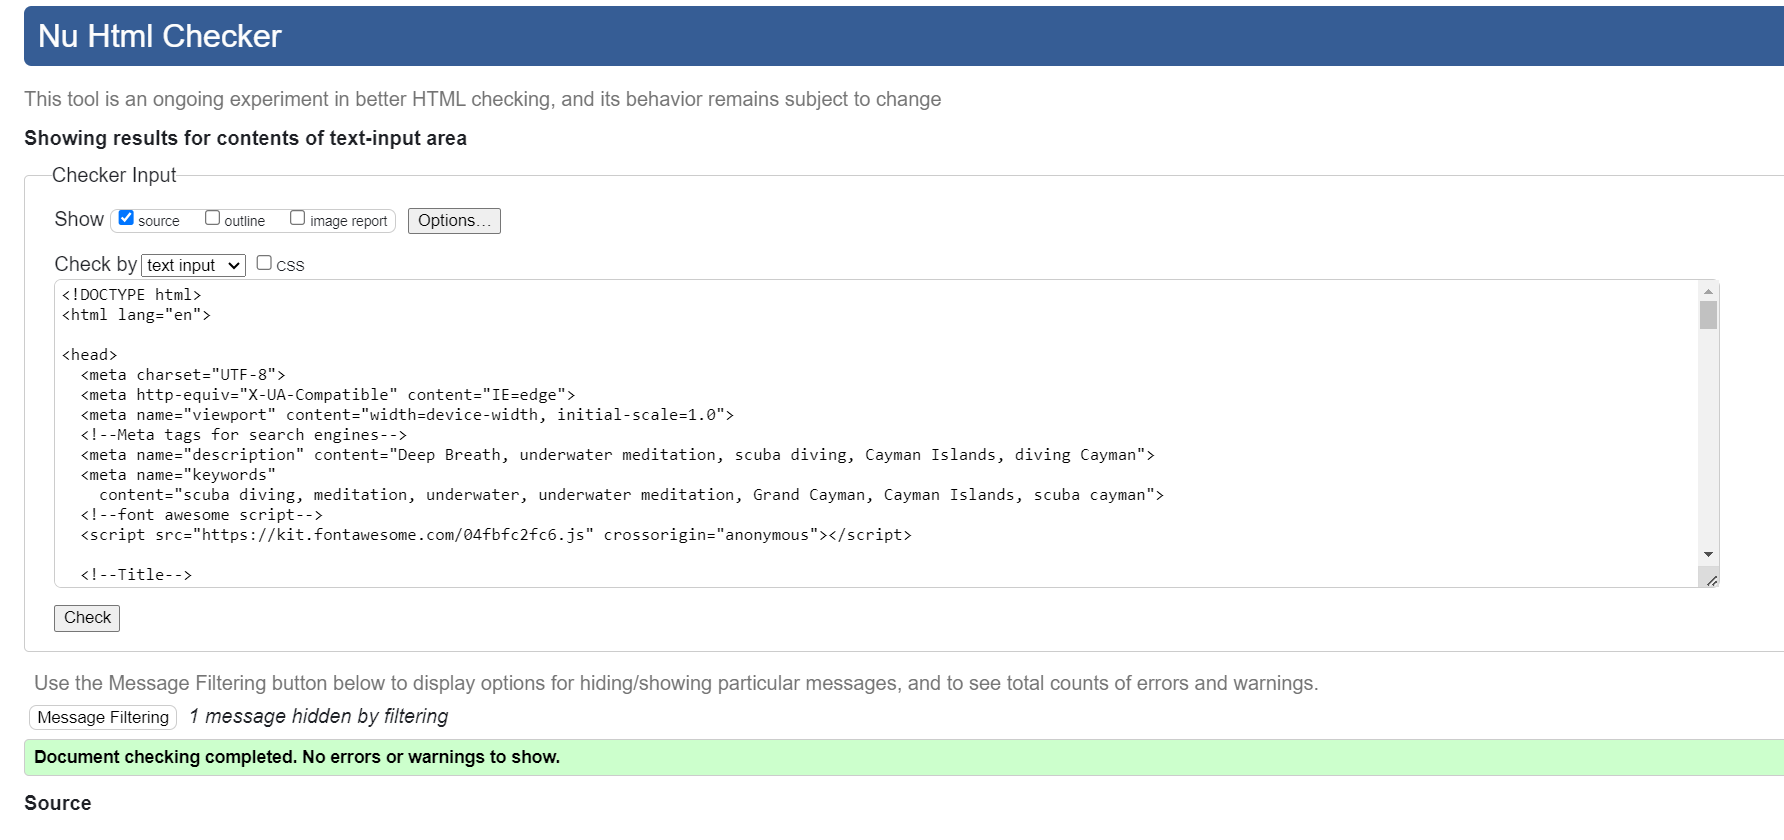 Nu Html Checker
This tool is an ongoing experiment in better HTML checking, and its behavior remains subject to change
Showing results for contents of text-input area
Checker Input
Show source outline image report Options...
Check by text input CSS
<!DOCTYPE html>
<html lang="en">
<head>
<meta charset="UTF-8">
<meta http-equiv="X-UA-Compatible" content="IE=edge">
<meta name="viewport" content="width=device-width, initial-scale=1.0">
<!--Meta tags for search engines-->
<meta name="description" content="Deep Breath, underwater meditation, scuba diving, Cayman Islands, diving Cayman">
<meta name="keywords"
content="scuba diving, meditation, underwater, underwater meditation, Grand Cayman, Cayman Islands, scuba cayman">
<!--font awesome script-->
<script src="https://kit.fontawesome.com/04fbfc2fc6.js" crossorigin="anonymous"></script>
<!--Title-->
Check
Use the Message Filtering button below to display options for hiding/showing particular messages, and to see total counts of errors and warnings.
Message Filtering 1 message hidden by filtering
Document checking completed. No errors or warnings to show.
Source